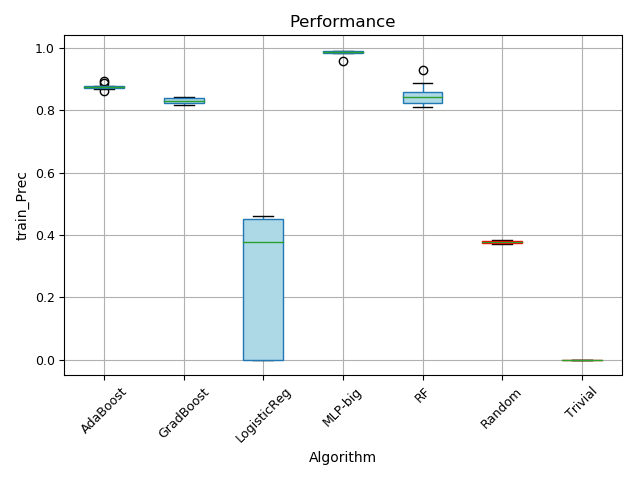 Performance
train_Prec
1.0
0.8
0.6
0.4
0.2
0.0
AdaBoost
GradBoost
LogisticReg
MLP-big
RF
Random
Trivial
Algorithm